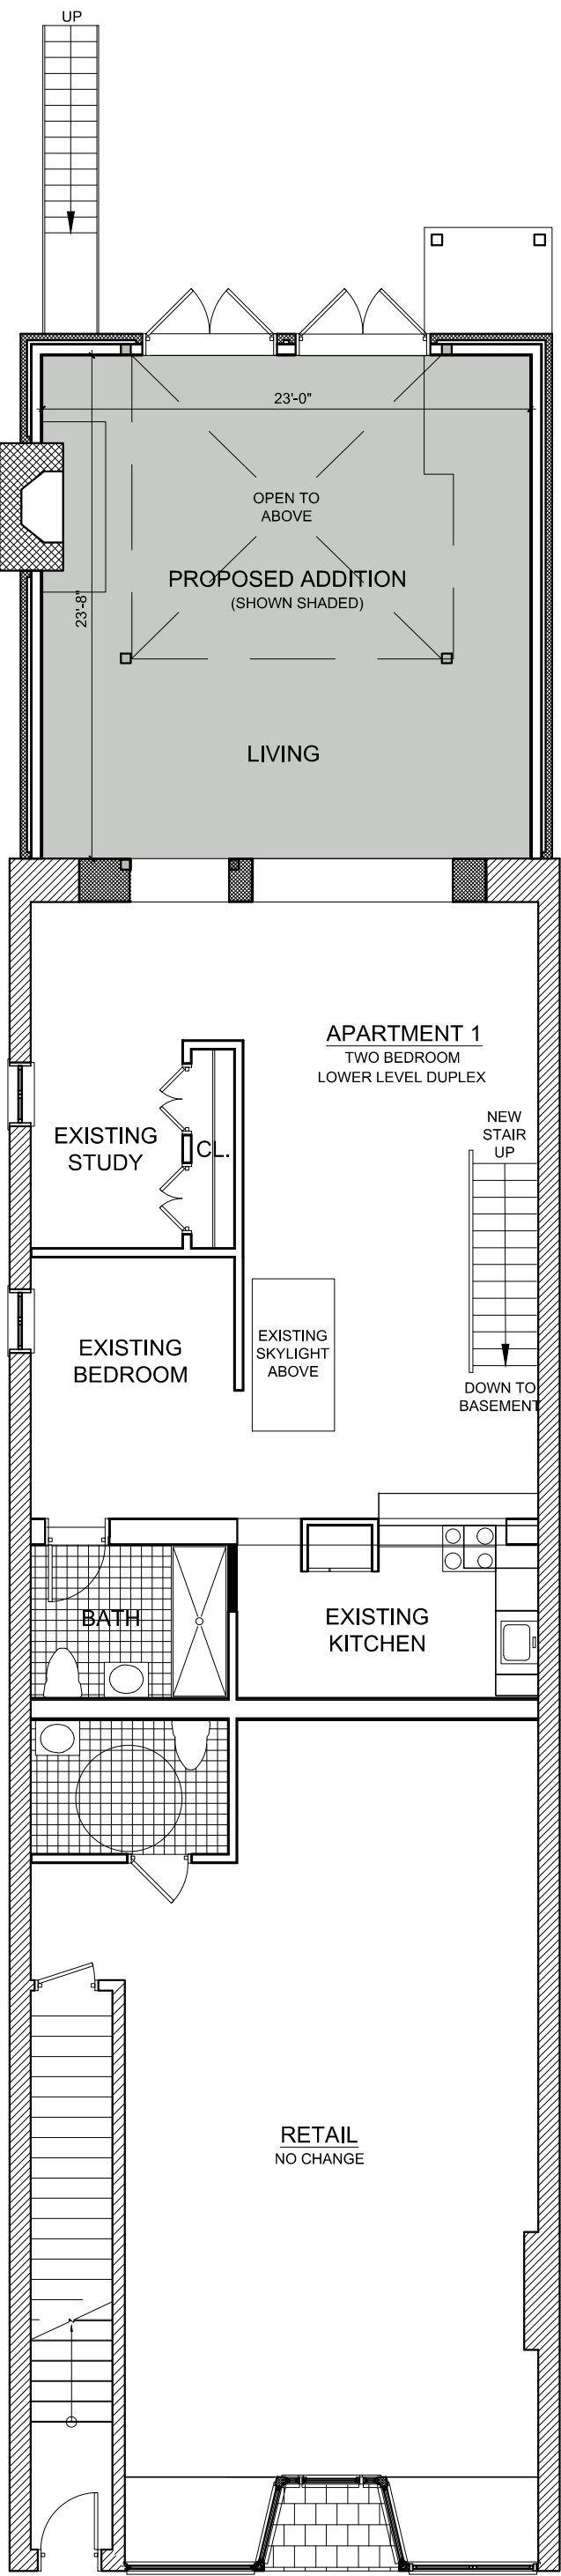 UP
23'-0"
OPEN TO
ABOVE
PROPOSED ADDITION
(SHOWN SHADED)
23'-8"
LIVING
APARTMENT 1
TWO BEDROOM
LOWER LEVEL DUPLEX
NEW
STAIR
UP
EXISTING
STUDY
CL.
EXISTING
BEDROOM
EXISTING
SKYLIGHT
ABOVE
DOWN TO
BASEMENT
BATH
EXISTING
KITCHEN
RETAIL
NO CHANGE